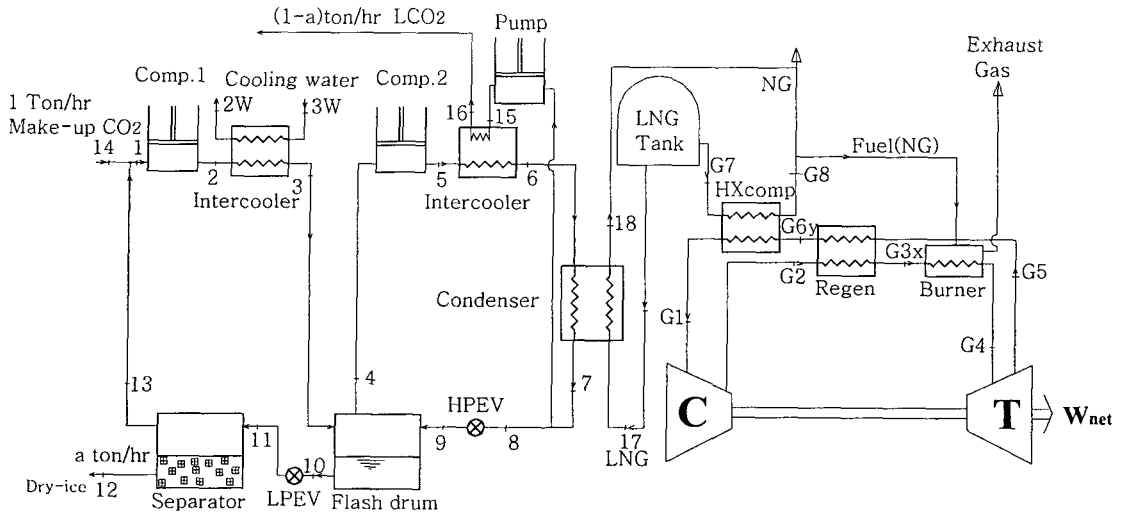 (1-a)ton/hr LCO2
Pump
Exhaust
Gas
Comp.1
Cooling water
Comp.2
2W
3W
16
15
NG
LNG
Tank
1 Ton/hr
Make-up CO2
14
1
2
3
5
6
G7
Fuel(NG)
HXcomp
G8
Intercooler
Intercooler
18
G6y
G3x
G2
Regen
Burner
G5
Condenser
G1
G4
4
7
13
HPEV
C
T
Wnet
11
9
8
17
LNG
a ton/hr
10
Dry-ice
12
Separator
LPEV
Flash drum